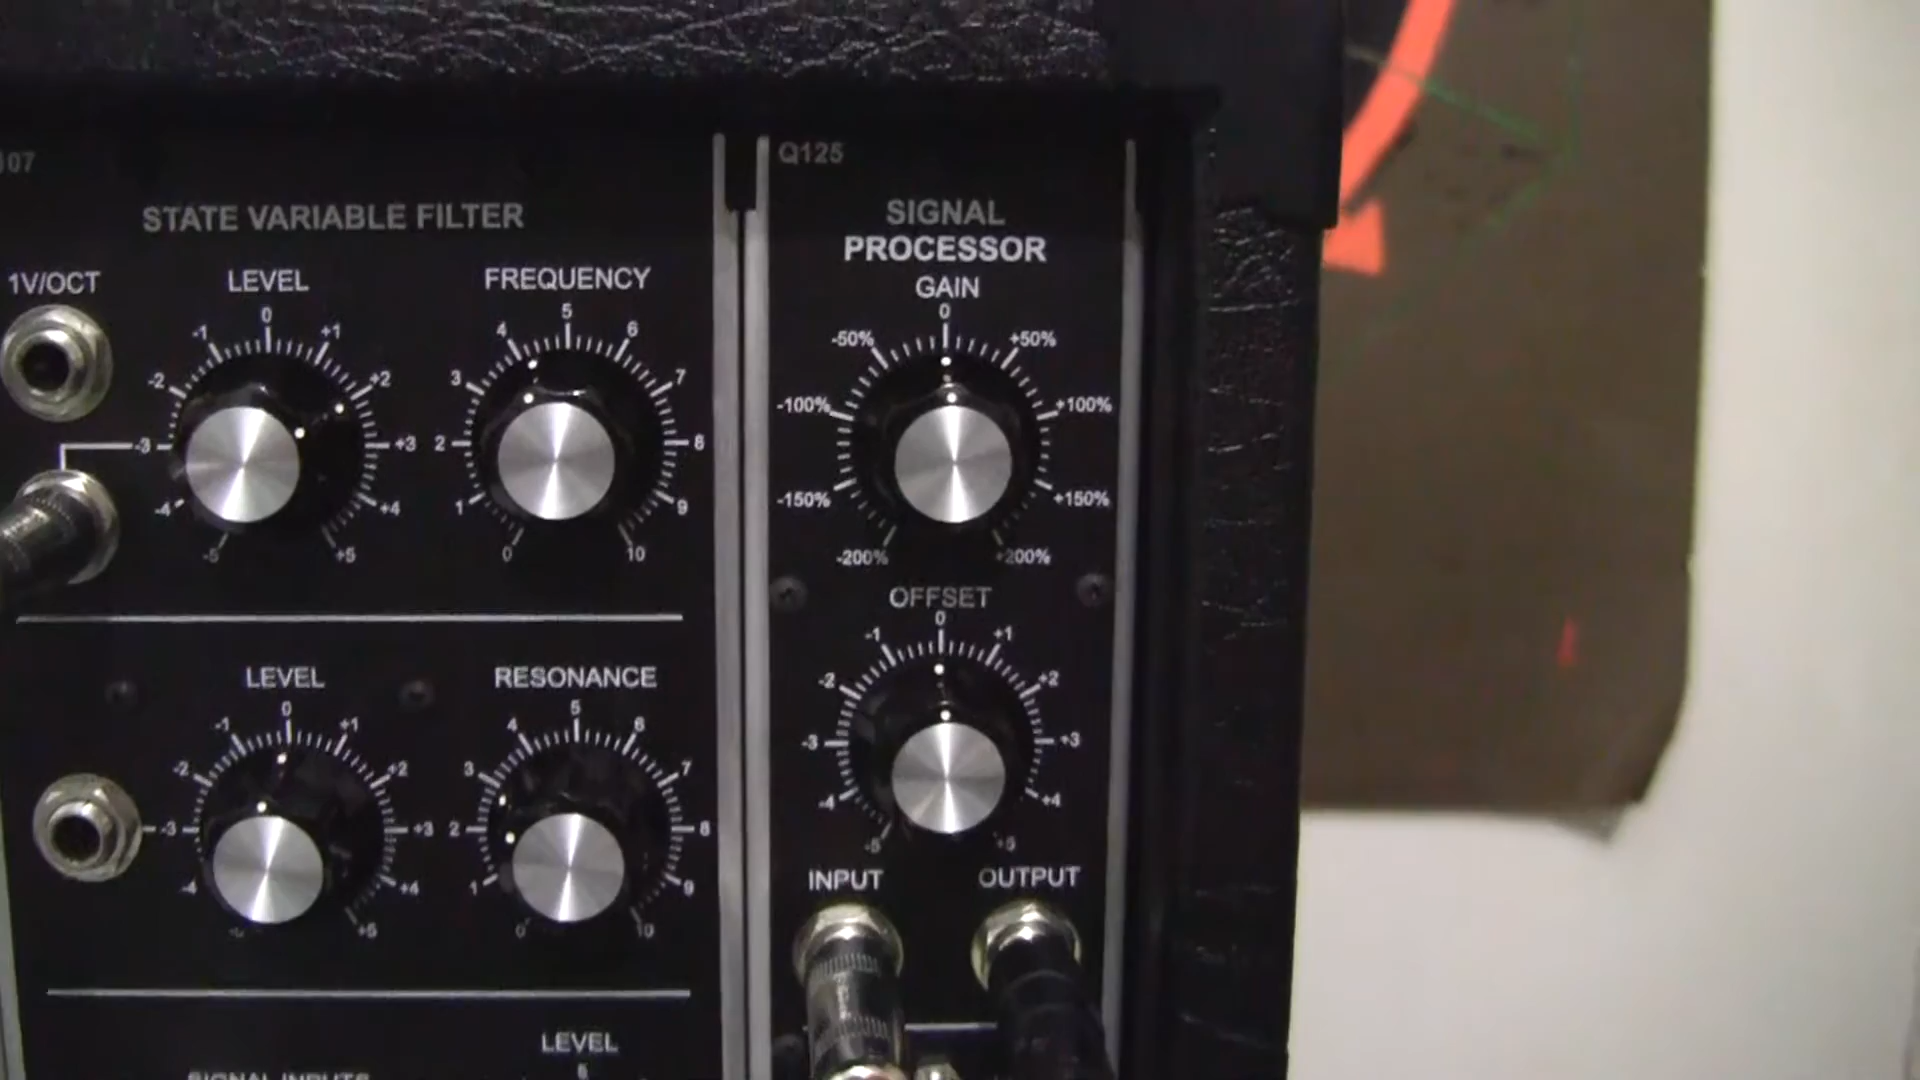 107
STATE VARIABLE FILTER
1V/OCT
LEVEL
-5 -4 -3 -2 -1 0 +1 +2 +3 +4 +5
FREQUENCY
0 1 2 3 4 5 6 7 8 9 10
LEVEL
-4 -3 -2 -1 0 +1 +2 +3 +4 +5
RESONANCE
0 1 2 3 4 5 6 7 8 9 10
SIGNAL INPUTS
LEVEL
Q125
SIGNAL
PROCESSOR
GAIN
-200% -150% -100% -50% 0 +50% +100% +150% +200%
OFFSET
-5 -4 -3 -2 -1 0 +1 +2 +3 +4 +5
INPUT
OUTPUT